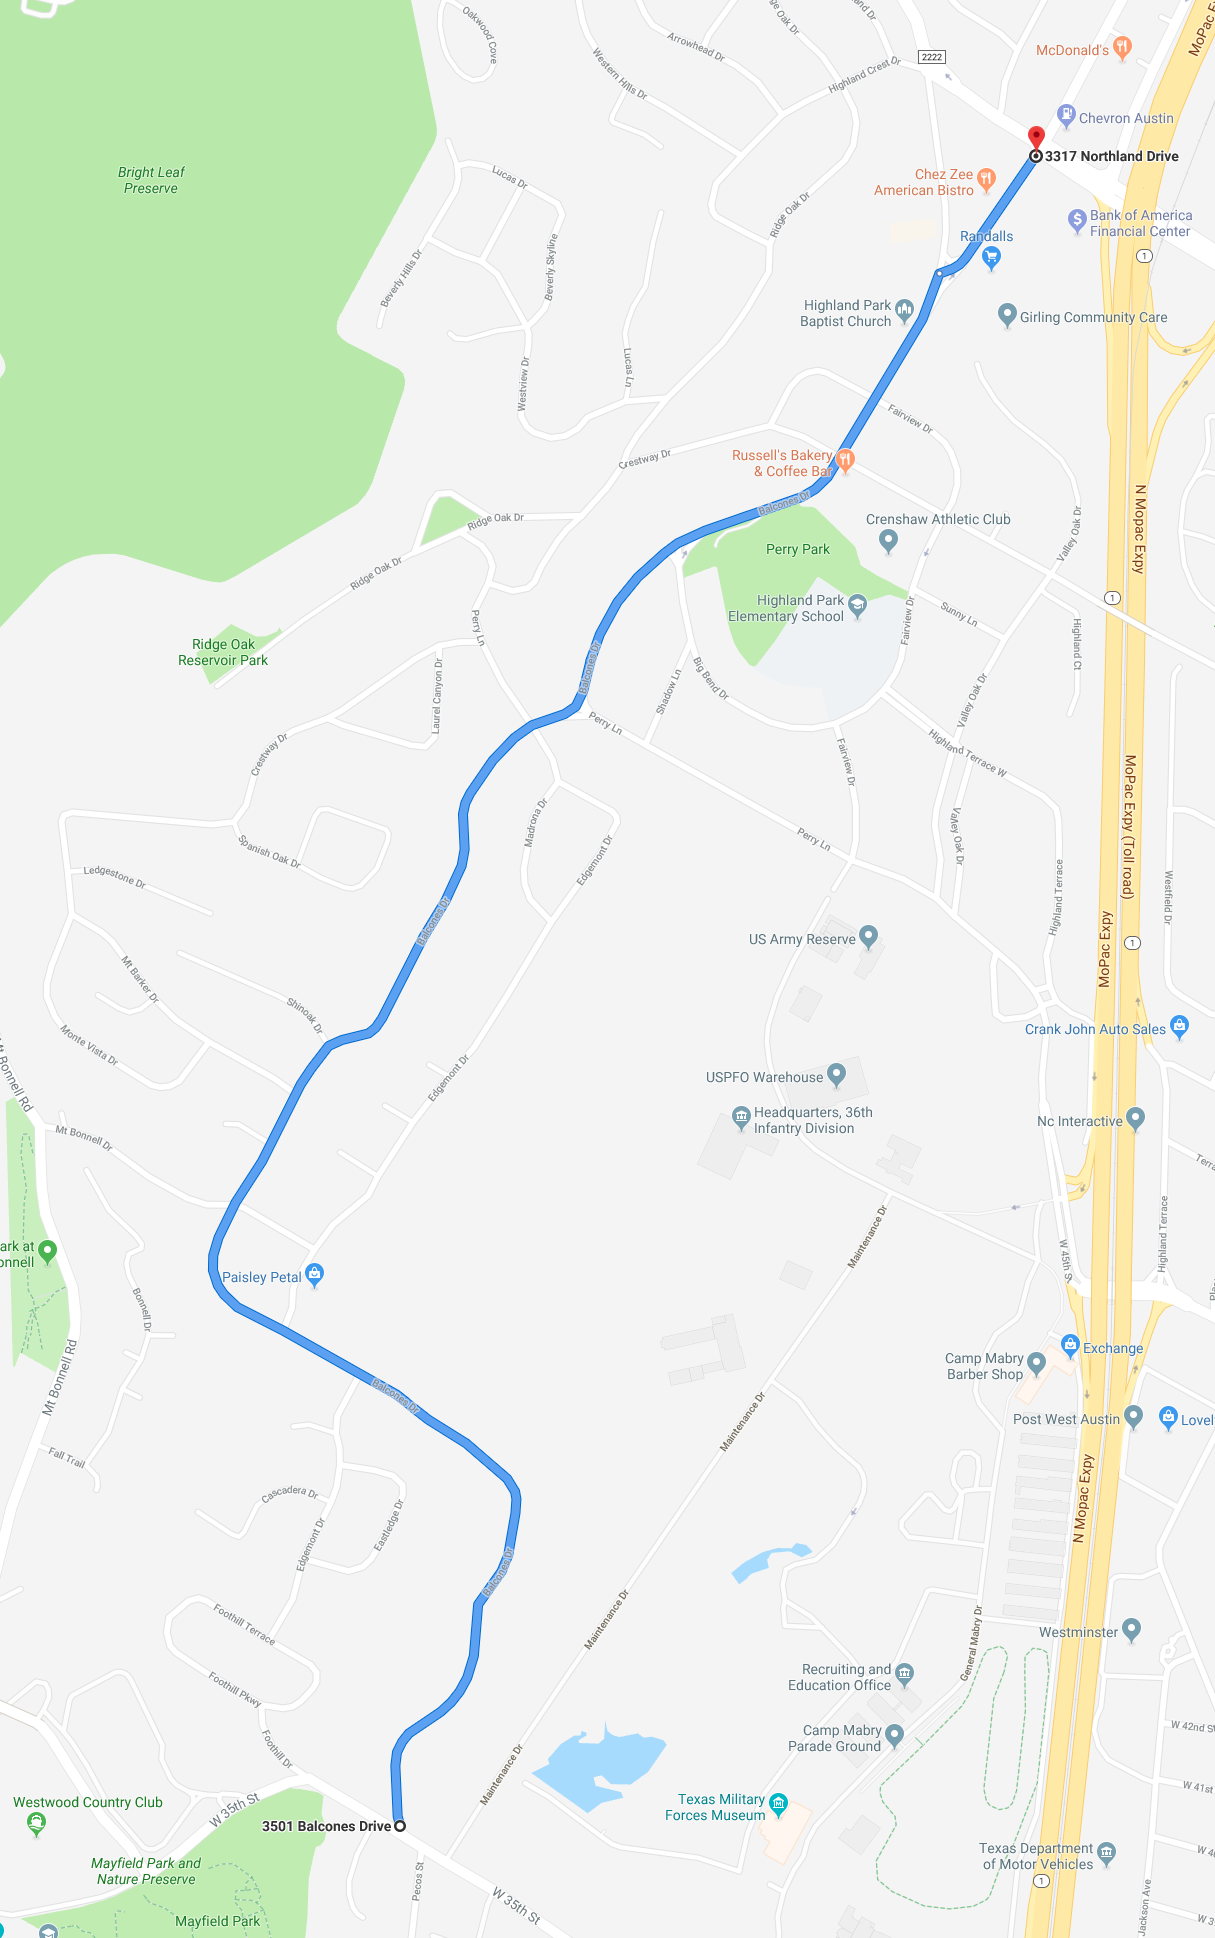 Oakwood Cove
Arrowhead Dr
Western Hills Dr
Highland Crest Dr
2222
McDonald's
MoPac E
Chevron Austin
3317 Northland Drive
Bright Leaf
Preserve
Lucas Dr
Chez Zee
American Bistro
Ridge Oak Dr
Bank of America
Financial Center
Randalls
1
Beverly Hills Dr
Beverly Skyline
Highland Park
Baptist Church
Girling Community Care
Westview Dr
Lucas Ln
Fairview Dr
Crestway Dr
Russell's Bakery
& Coffee Bar
Balcones Dr
N Mopac Expy
Ridge Oak Dr
Crenshaw Athletic Club
Perry Park
Valley Oak Dr
Ridge Oak Dr
1
Highland Park
Elementary School
Sunny Ln
Fairview Dr
Perry Ln
Highland Ct
Ridge Oak
Reservoir Park
Balcones Dr
Laurel Canyon Dr
Shadow Ln
Big Bend Dr
Valley Oak Dr
Perry Ln
Crestway Dr
Fairview Dr
Highland Terrace W
MoPac Expy (Toll road)
Madrona Dr
Edgemont Dr
Perry Ln
Valley Oak Dr
Spanish Oak Dr
Ledgestone Dr
Highland Terrace
Westfield Dr
Balcones Dr
US Army Reserve
MoPac Expy
1
Mt Barker Dr
Shinoak Dr
Crank John Auto Sales
Monte Vista Dr
Mt Bonnell Rd
Edgemont Dr
USPFO Warehouse
Headquarters, 36th
Infantry Division
Nc Interactive
Mt Bonnell Dr
Terra
Maintenance Dr
Highland Terrace
W 45th St
ark at
onnell
Paisley Petal
Bonnell Dr
Exchange
Camp Mabry
Barber Shop
Mt Bonnell Rd
Balcones Dr
Maintenance Dr
Post West Austin
Lovel
Fall Trail
N Mopac Expy
Cascadera Dr
Eastledge Dr
Edgemont Dr
Balcones Dr
Foothill Terrace
Maintenance Dr
General Mabry Dr
Westminster
Recruiting and
Education Office
Foothill Pkwy
Camp Mabry
Parade Ground
W 42nd St
Foothill Dr
Maintenance Dr
W 41st
Westwood Country Club
W 35th St
Texas Military
Forces Museum
3501 Balcones Drive
Mayfield Park and
Nature Preserve
Pecos St
Texas Department
of Motor Vehicles
W 40
1
W 35th St
Mayfield Park
Jackson Ave
W 39